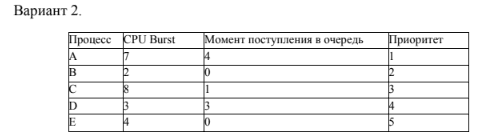 Вариант 2.
Процесс CPU Burst Момент поступления в очередь Приоритет
A 7 4 1
B 2 0 2
C 8 1 3
D 3 3 4
E 4 0 5